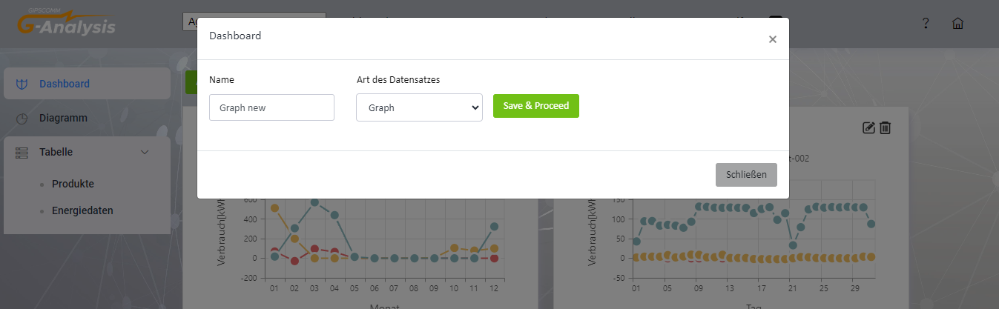 GIPSCOMM
G-Analysis
Ag
?
Dashboard
×
Name
Art des Datensatzes
Graph new
Graph
Save & Proceed
Schließen
Dashboard
Diagramm
Tabelle
Produkte
Energiedaten
t-002
Verbrauch[kWh
600
400
200
0
-200
01 02 03 04 05 06 07 08 09 10 11 12
Monat
Verbrauch[kWh
150
100
50
0
-50
01 05 09 13 17 21 25 29
Tag